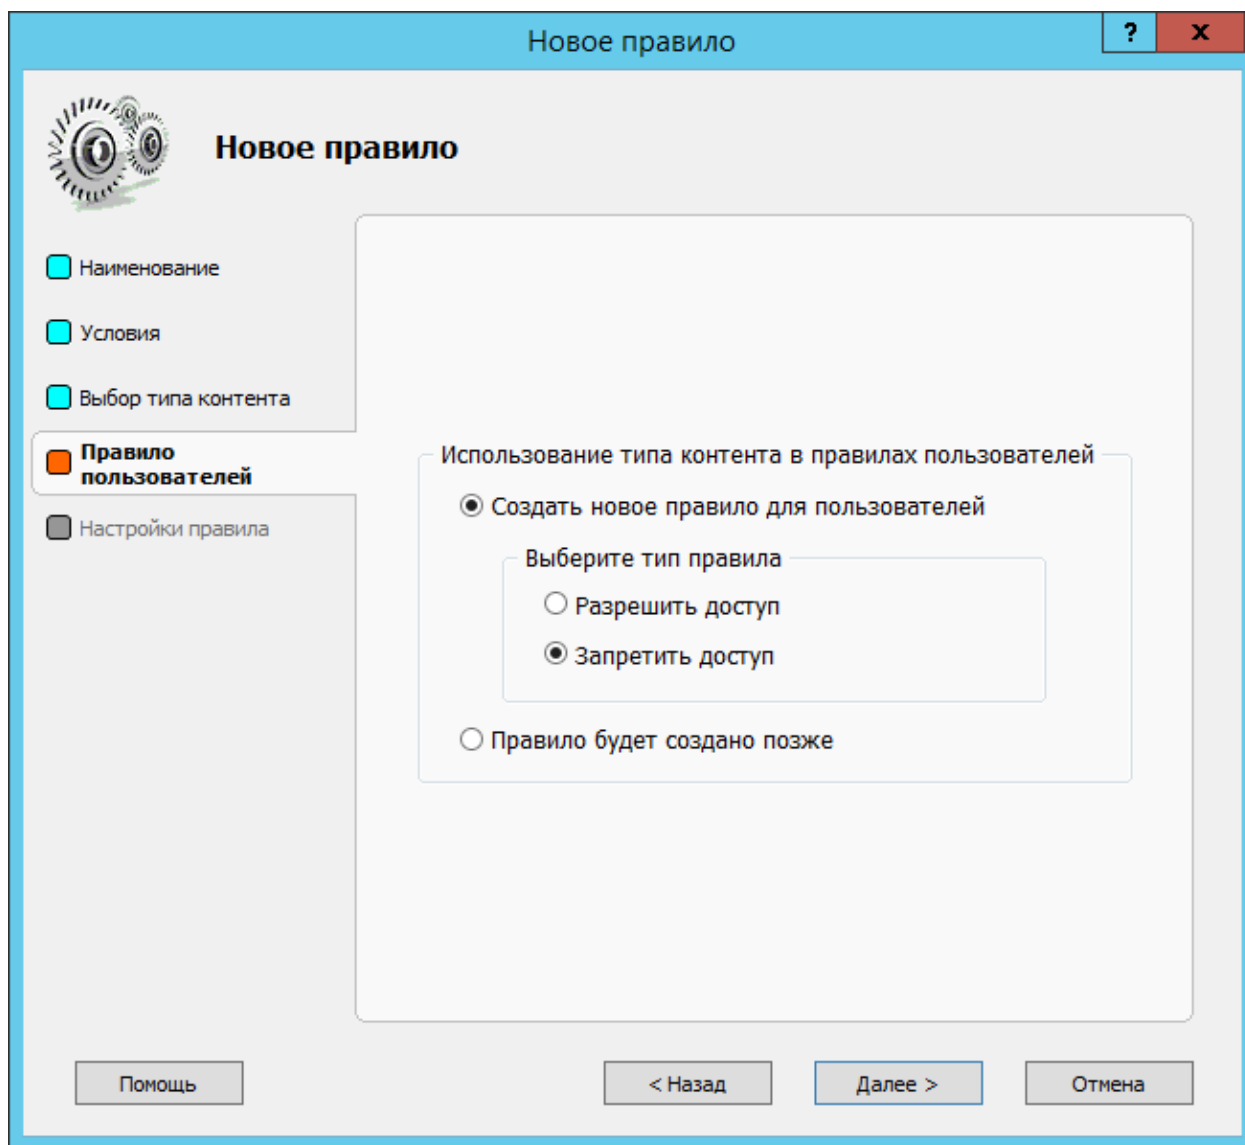 Новое правило
?
x
Новое правило
Наименование
Условия
Выбор типа контента
Правило
пользователей
Настройки правила
Использование типа контента в правилах пользователей
Создать новое правило для пользователей
Выберите тип правила
Разрешить доступ
Запретить доступ
Правило будет создано позже
Помощь
< Назад
Далее >
Отмена